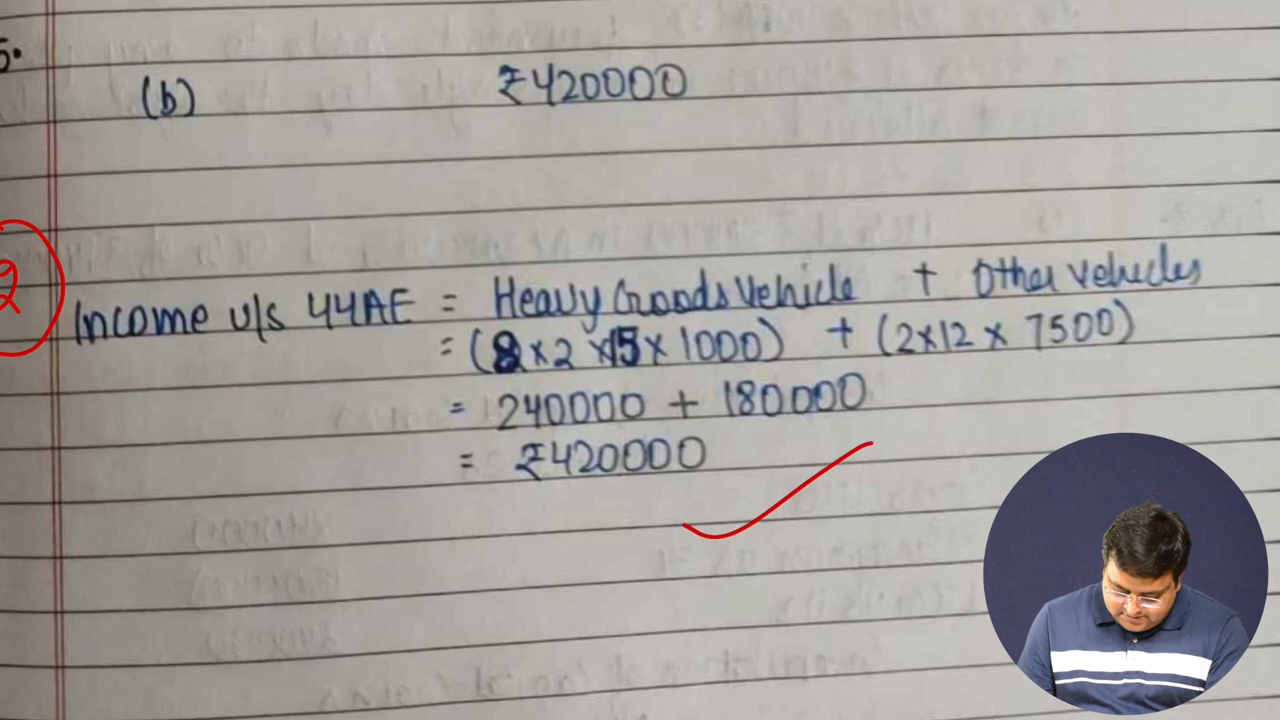 5.
(b) ₹420000
2
Income u/s 44AE = Heavy Goods Vehicle + Other vehicles
= (8×2×15×1000) + (2×12×7500)
= 240000 + 180000
= ₹420000